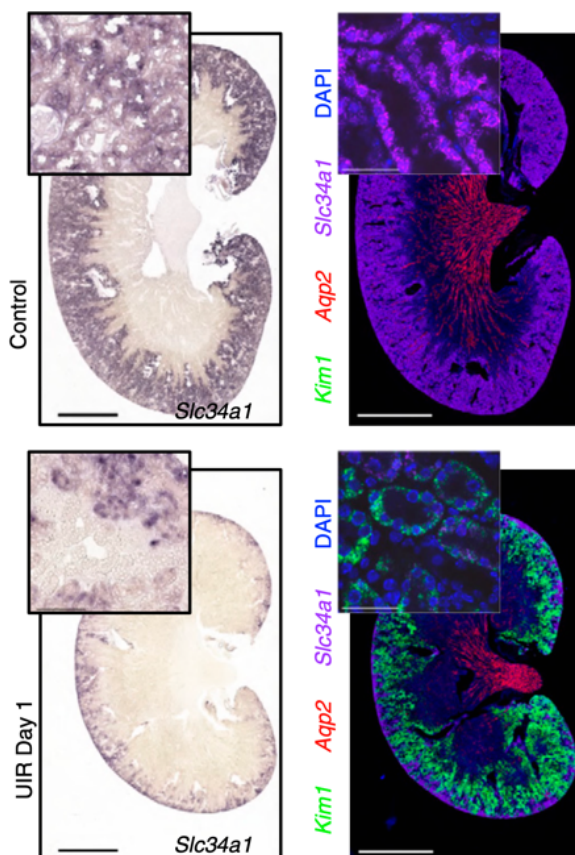 Control
Slc34a1
Kim1 Aqp2 Slc34a1 DAPI
UIR Day 1
Slc34a1
Kim1 Aqp2 Slc34a1 DAPI